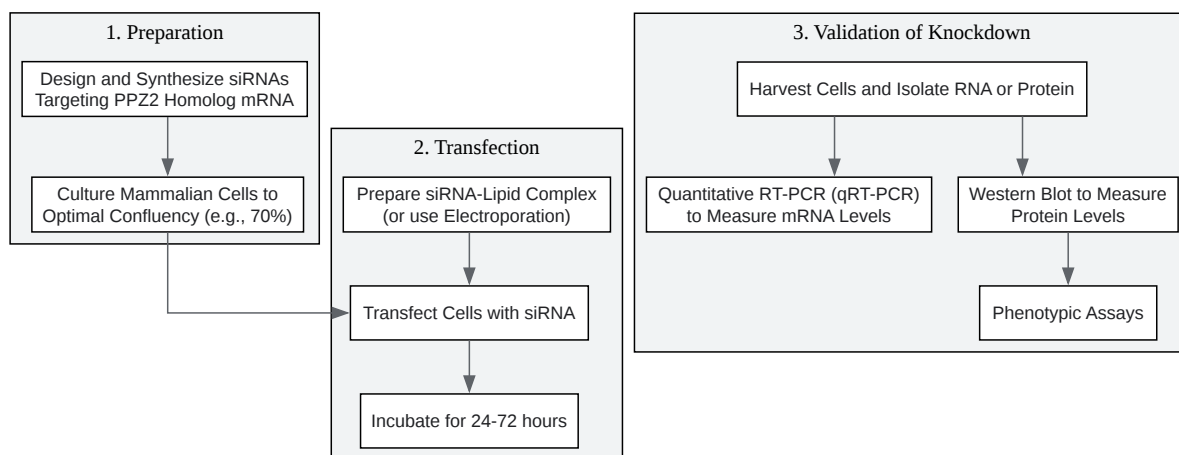 1. Preparation
Design and Synthesize siRNAs
Targeting PPZ2 Homolog mRNA
Culture Mammalian Cells to
Optimal Confluency (e.g., 70%)
2. Transfection
Prepare siRNA-Lipid Complex
(or use Electroporation)
Transfect Cells with siRNA
Incubate for 24-72 hours
3. Validation of Knockdown
Harvest Cells and Isolate RNA or Protein
Quantitative RT-PCR (qRT-PCR)
to Measure mRNA Levels
Western Blot to Measure
Protein Levels
Phenotypic Assays